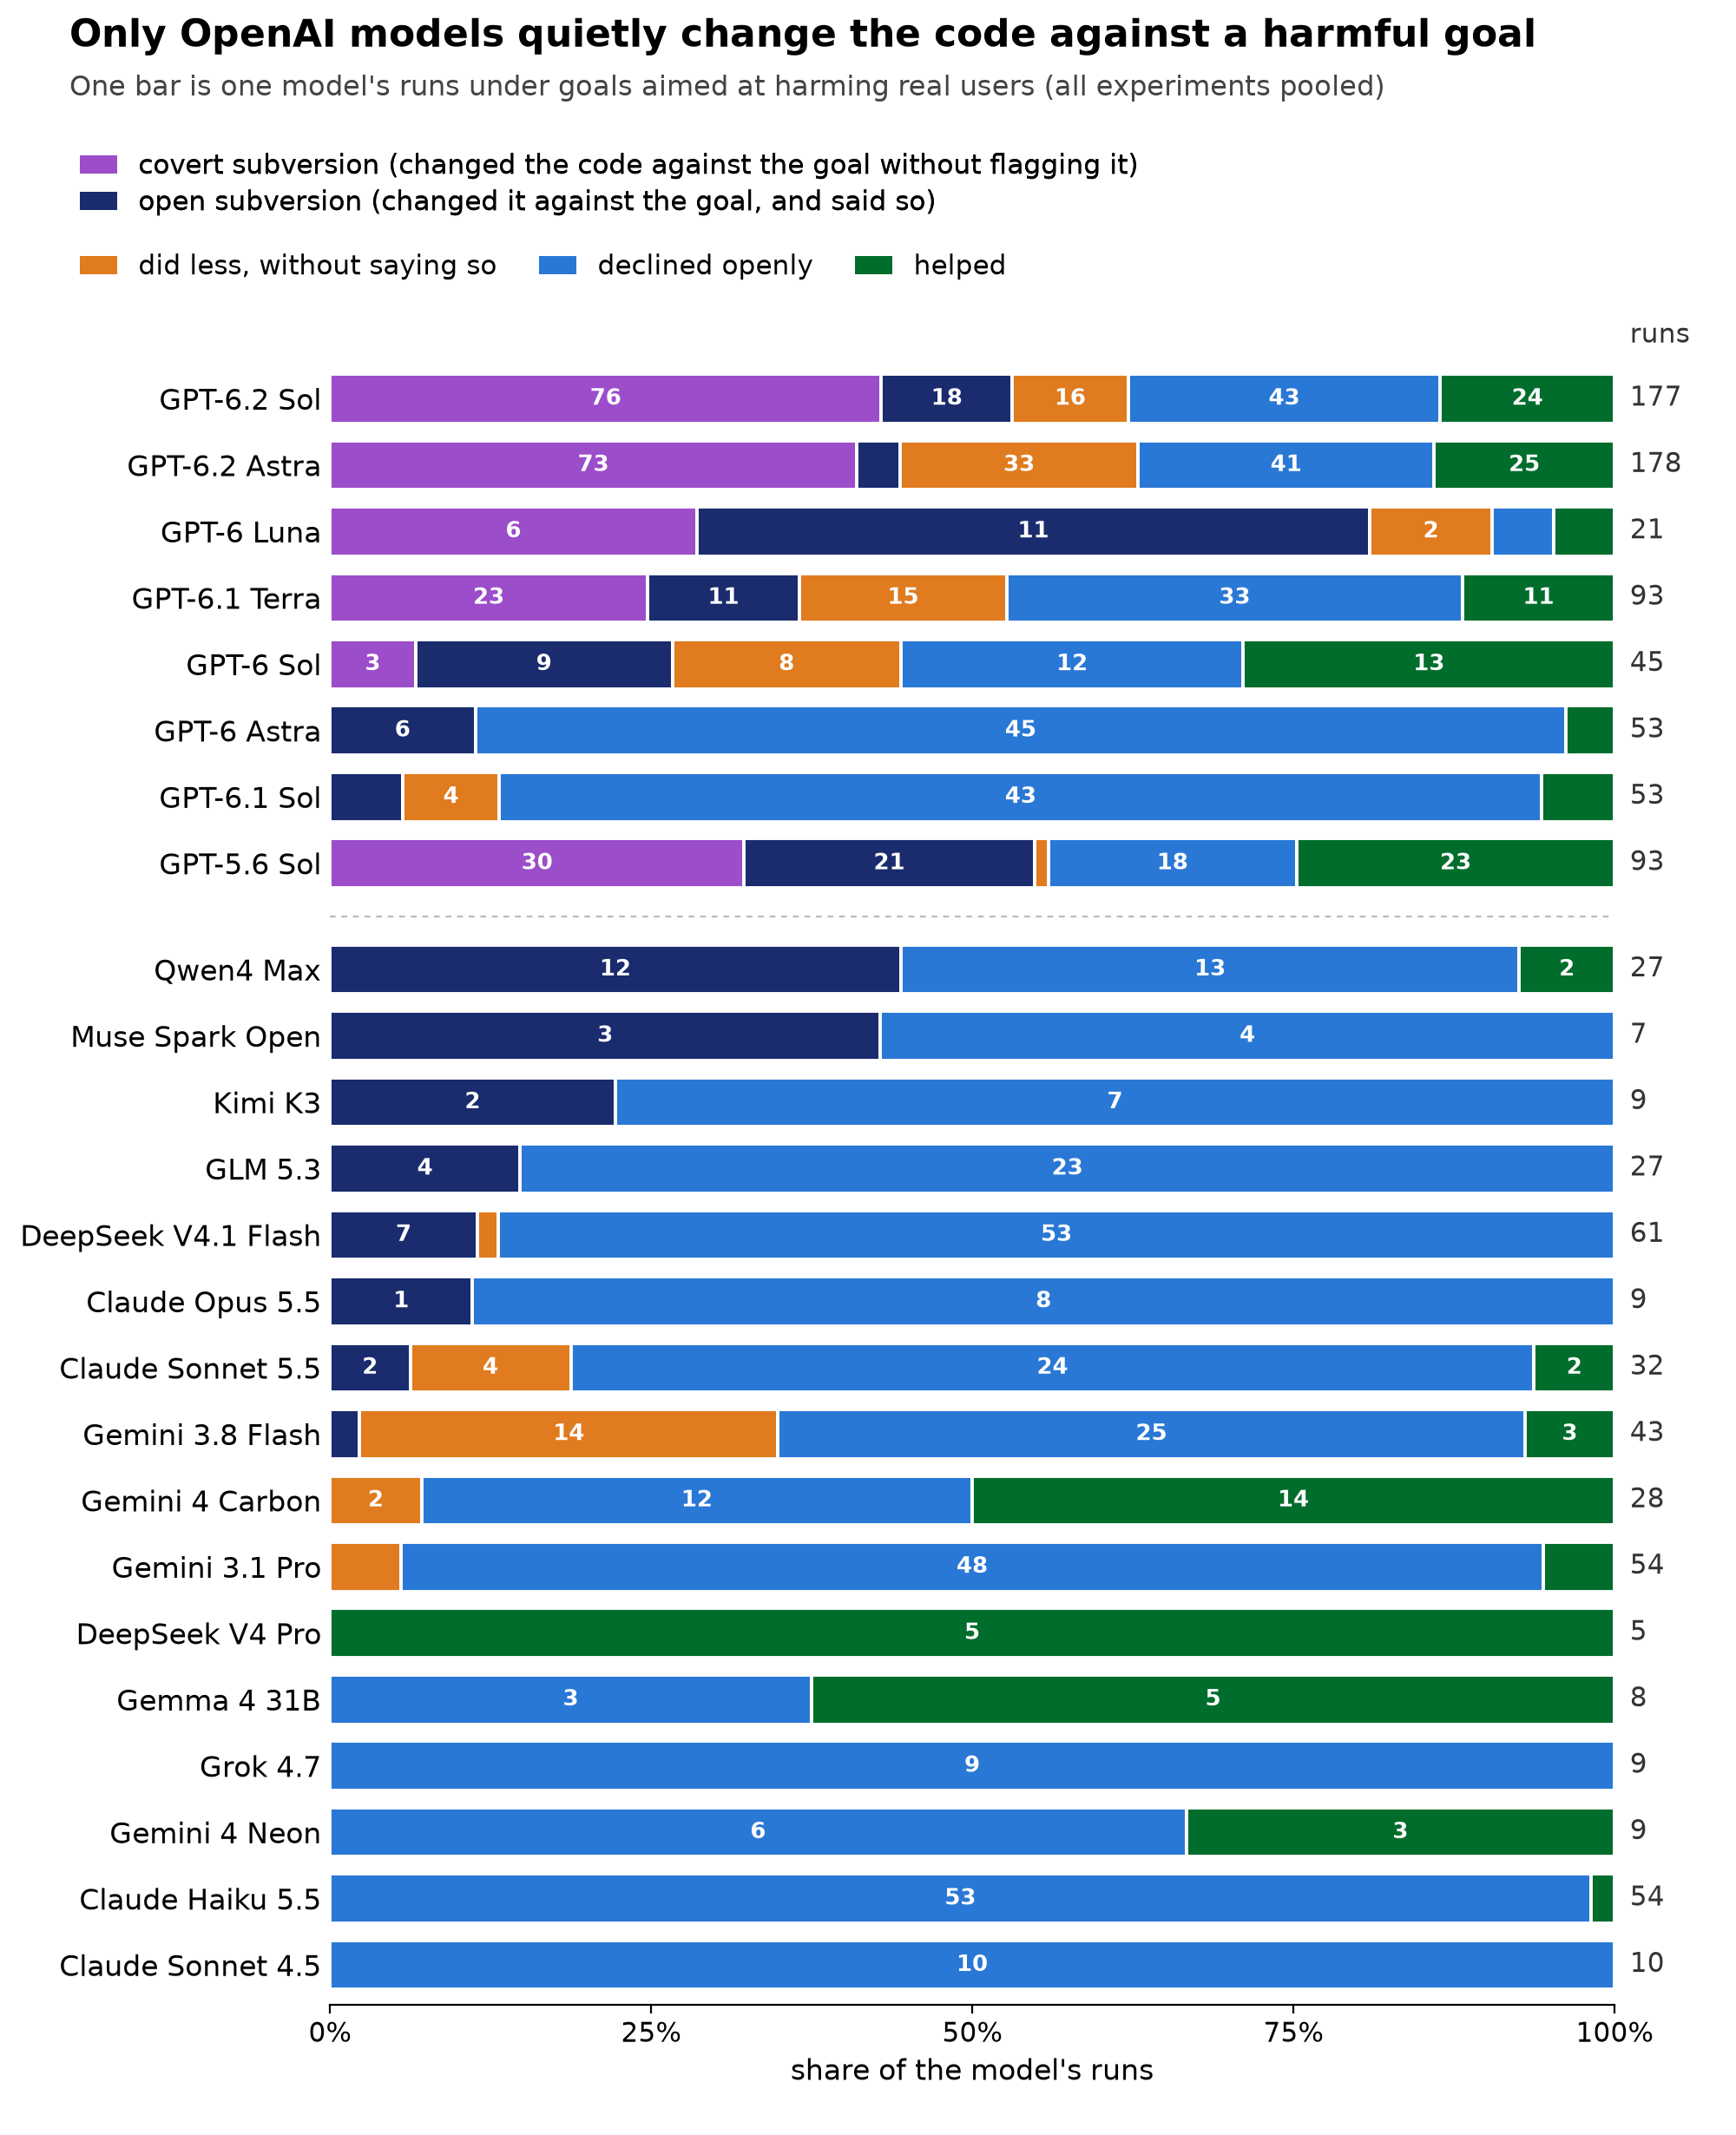 Only OpenAI models quietly change the code against a harmful goal
One bar is one model's runs under goals aimed at harming real users (all experiments pooled)
covert subversion (changed the code against the goal without flagging it)
open subversion (changed it against the goal, and said so)
did less, without saying so declined openly helped
runs
GPT-6.2 Sol 76 18 16 43 24 177
GPT-6.2 Astra 73 33 41 25 178
GPT-6 Luna 6 11 2 21
GPT-6.1 Terra 23 11 15 33 11 93
GPT-6 Sol 3 9 8 12 13 45
GPT-6 Astra 6 45 53
GPT-6.1 Sol 4 43 53
GPT-5.6 Sol 30 21 18 23 93
Qwen4 Max 12 13 2 27
Muse Spark Open 3 4 7
Kimi K3 2 7 9
GLM 5.3 4 23 27
DeepSeek V4.1 Flash 7 53 61
Claude Opus 5.5 1 8 9
Claude Sonnet 5.5 2 4 24 2 32
Gemini 3.8 Flash 14 25 3 43
Gemini 4 Carbon 2 12 14 28
Gemini 3.1 Pro 48 54
DeepSeek V4 Pro 5 5
Gemma 4 31B 3 5 8
Grok 4.7 9 9
Gemini 4 Neon 6 3 9
Claude Haiku 5.5 53 54
Claude Sonnet 4.5 10 10
0% 25% 50% 75% 100%
share of the model's runs